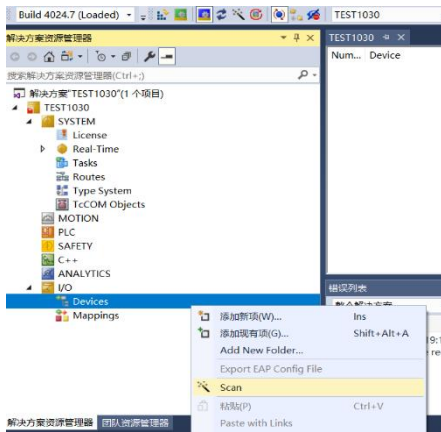 Build 4024.7 (Loaded)
TEST1030
解决方案资源管理器
TEST1030
Num... Device
搜索解决方案资源管理器(Ctrl+;)
解决方案"TEST1030"(1 个项目)
TEST1030
SYSTEM
License
Real-Time
Tasks
Routes
Type System
TcCOM Objects
MOTION
PLC
SAFETY
C++
ANALYTICS
I/O
错误列表
Devices
Mappings
添加新项(W)... Ins
添加现有项(G)... Shift+Alt+A
Add New Folder...
Export EAP Config File
Scan
粘贴(P) Ctrl+V
Paste with Links
解决方案资源管理器 团队资源管理器